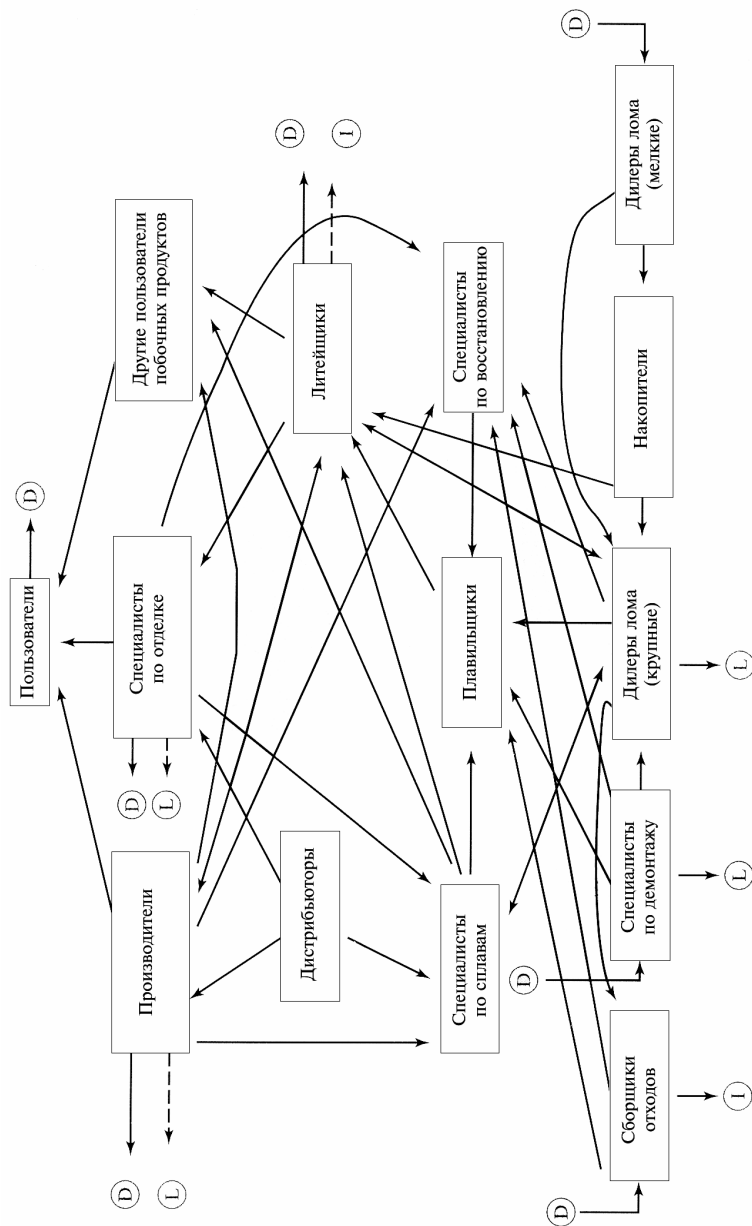 Пользователи
D
D
L
Производители
D
L
Специалисты
по отделке
Другие пользователи
побочных продуктов
Дистрибьюторы
Литейщики
D
I
Специалисты
по сплавам
Плавильщики
Специалисты
по восстановлению
D
Сборщики
отходов
D
Специалисты
по демонтажу
Дилеры лома
(крупные)
Накопители
Дилеры лома
(мелкие)
D
I
L
L